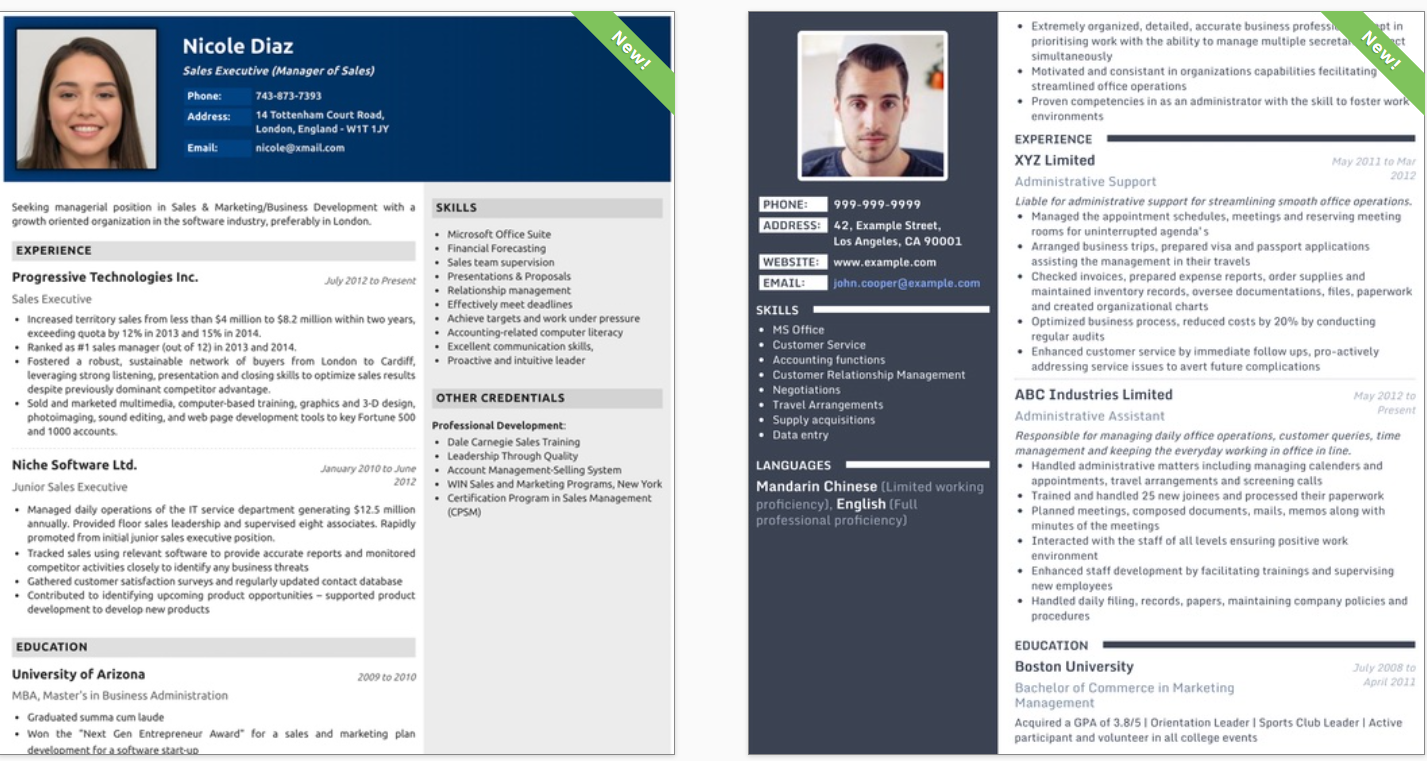 New!
Nicole Diaz
Sales Executive (Manager of Sales)
Phone: 743-873-7393
Address: 14 Tottenham Court Road,
London, England - W1T 1JY
Email: nicole@xmail.com
Seeking managerial position in Sales & Marketing/Business Development with a
growth oriented organization in the software industry, preferably in London.
EXPERIENCE
Progressive Technologies Inc. July 2012 to Present
Sales Executive
• Increased territory sales from less than $4 million to $8.2 million within two years,
exceeding quota by 12% in 2013 and 15% in 2014.
• Ranked as #1 sales manager (out of 12) in 2013 and 2014.
• Fostered a robust, sustainable network of buyers from London to Cardiff,
leveraging strong listening, presentation and closing skills to optimize sales results
despite previously dominant competitor advantage.
• Sold and marketed multimedia, computer-based training, graphics and 3-D design,
photoimaging, sound editing, and web page development tools to key Fortune 500
and 1000 accounts.
Niche Software Ltd. January 2010 to June
2012
Junior Sales Executive
• Managed daily operations of the IT service department generating $12.5 million
annually. Provided floor sales leadership and supervised eight associates. Rapidly
promoted from initial junior sales executive position.
• Tracked sales using relevant software to provide accurate reports and monitored
competitor activities closely to identify any business threats
• Gathered customer satisfaction surveys and regularly updated contact database
• Contributed to identifying upcoming product opportunities – supported product
development to develop new products
EDUCATION
University of Arizona 2009 to 2010
MBA, Master's in Business Administration
• Graduated summa cum laude
• Won the "Next Gen Entrepreneur Award" for a sales and marketing plan
development for a software start-up
SKILLS
• Microsoft Office Suite
• Financial Forecasting
• Sales team supervision
• Presentations & Proposals
• Relationship management
• Effectively meet deadlines
• Achieve targets and work under pressure
• Accounting-related computer literacy
• Excellent communication skills,
• Proactive and intuitive leader
OTHER CREDENTIALS
Professional Development:
• Dale Carnegie Sales Training
• Leadership Through Quality
• Account Management-Selling System
• WIN Sales and Marketing Programs, New York
• Certification Program in Sales Management
(CPSM)
New!
PHONE: 999-999-9999
ADDRESS: 42, Example Street,
Los Angeles, CA 90001
WEBSITE: www.example.com
EMAIL: john.cooper@example.com
SKILLS
• MS Office
• Customer Service
• Accounting functions
• Customer Relationship Management
• Negotiations
• Travel Arrangements
• Supply acquisitions
• Data entry
LANGUAGES
Mandarin Chinese (Limited working
proficiency), English (Full
professional proficiency)
• Extremely organized, detailed, accurate business in
prioritising work with the ability to manage multiple
simultaneously
• Motivated and consistant in organizations capabilities fecilitating
streamlined office operations
• Proven competencies in as an administrator with the skill to foster work
environments
EXPERIENCE
XYZ Limited May 2011 to Mar
2012
Administrative Support
Liable for administrative support for streamlining smooth office operations.
• Managed the appointment schedules, meetings and reserving meeting
rooms for uninterrupted agenda's
• Arranged business trips, prepared visa and passport applications
assisting the management in their travels
• Checked invoices, prepared expense reports, order supplies and
maintained inventory records, oversee documentations, files, paperwork
and created organizational charts
• Optimized business process, reduced costs by 20% by conducting
regular audits
• Enhanced customer service by immediate follow ups, pro-actively
addressing service issues to avert future complications
ABC Industries Limited May 2012 to
Present
Administrative Assistant
Responsible for managing daily office operations, customer queries, time
management and keeping the everyday working in office in line.
• Handled administrative matters including managing calenders and
appointments, travel arrangements and screening calls
• Trained and handled 25 new joinees and processed their paperwork
• Planned meetings, composed documents, mails, memos along with
minutes of the meetings
• Interacted with the staff of all levels ensuring positive work
environment
• Enhanced staff development by facilitating trainings and supervising
new employees
• Handled daily filing, records, papers, maintaining company policies and
procedures
EDUCATION
Boston University July 2008 to
April 2011
Bachelor of Commerce in Marketing
Management
Acquired a GPA of 3.8/5 | Orientation Leader | Sports Club Leader | Active
participant and volunteer in all college events